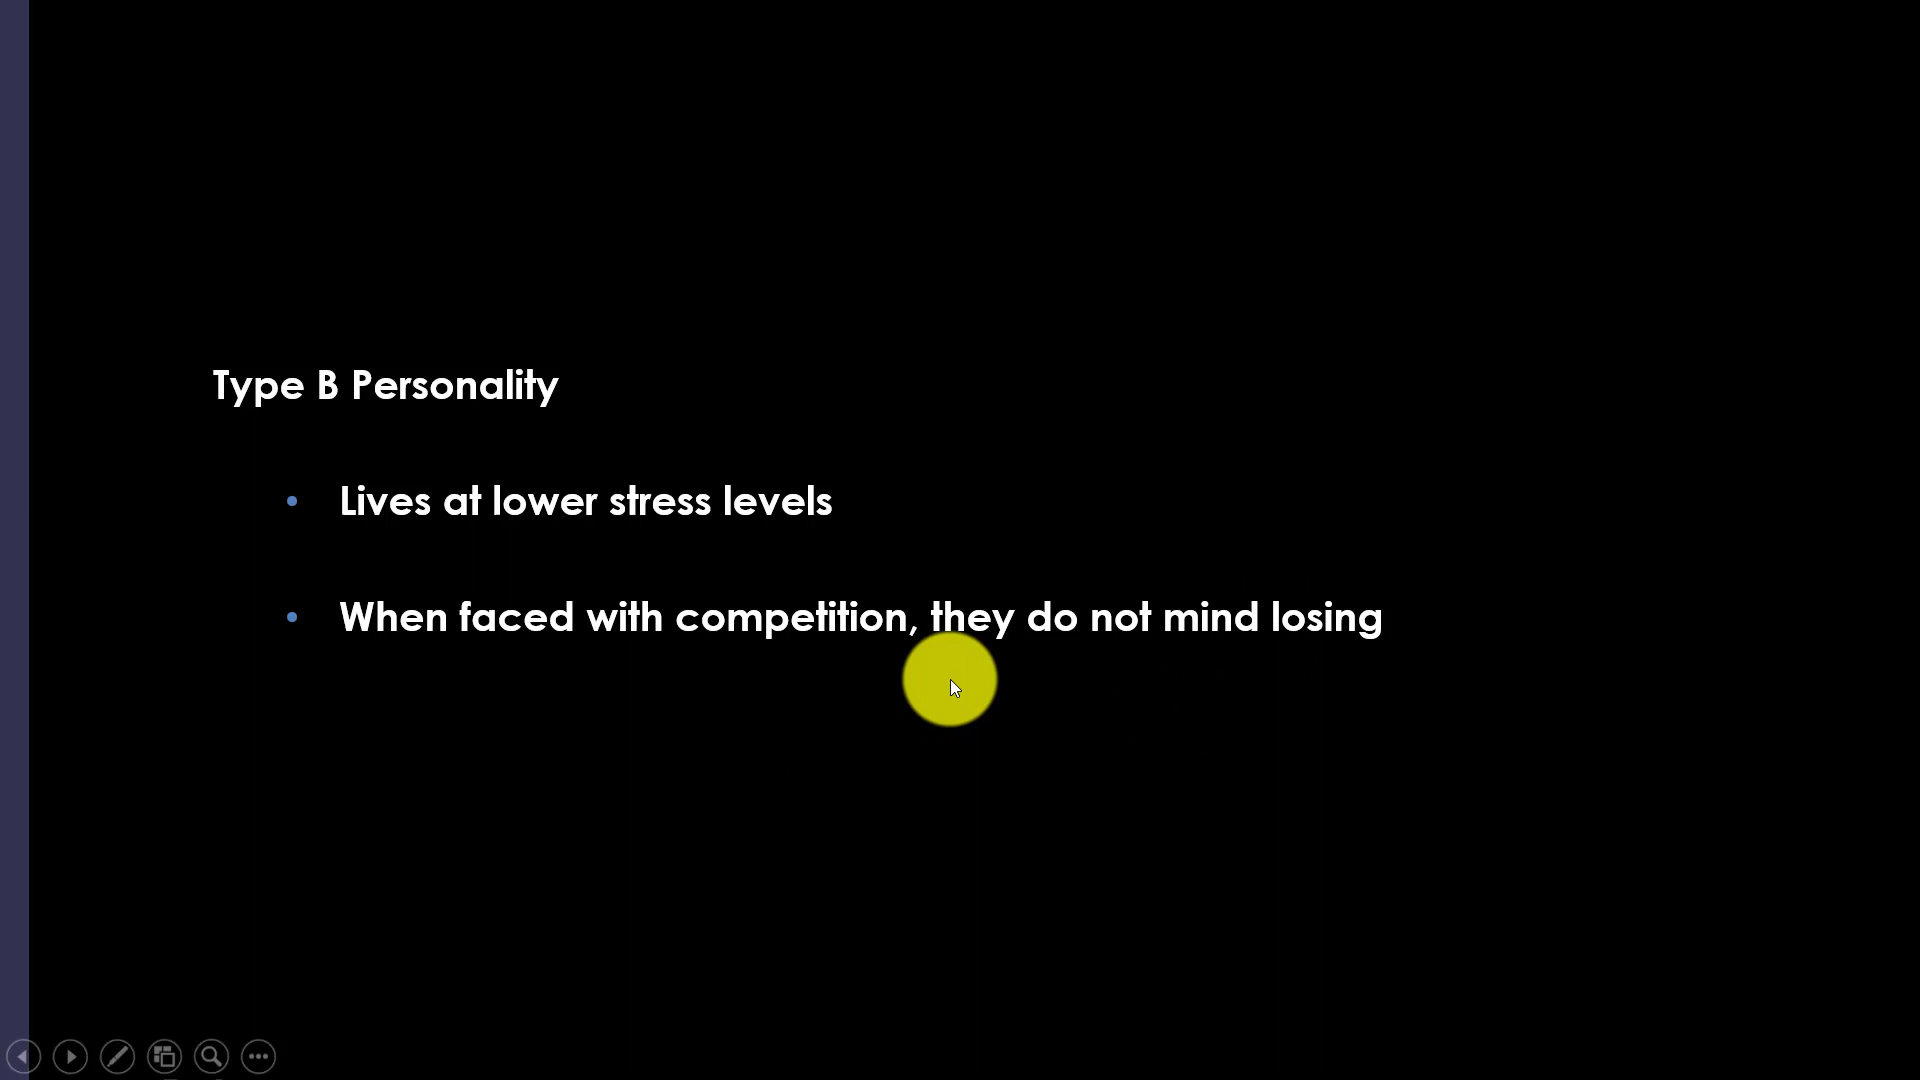 Type B Personality
• Lives at lower stress levels
• When faced with competition, they do not mind losing